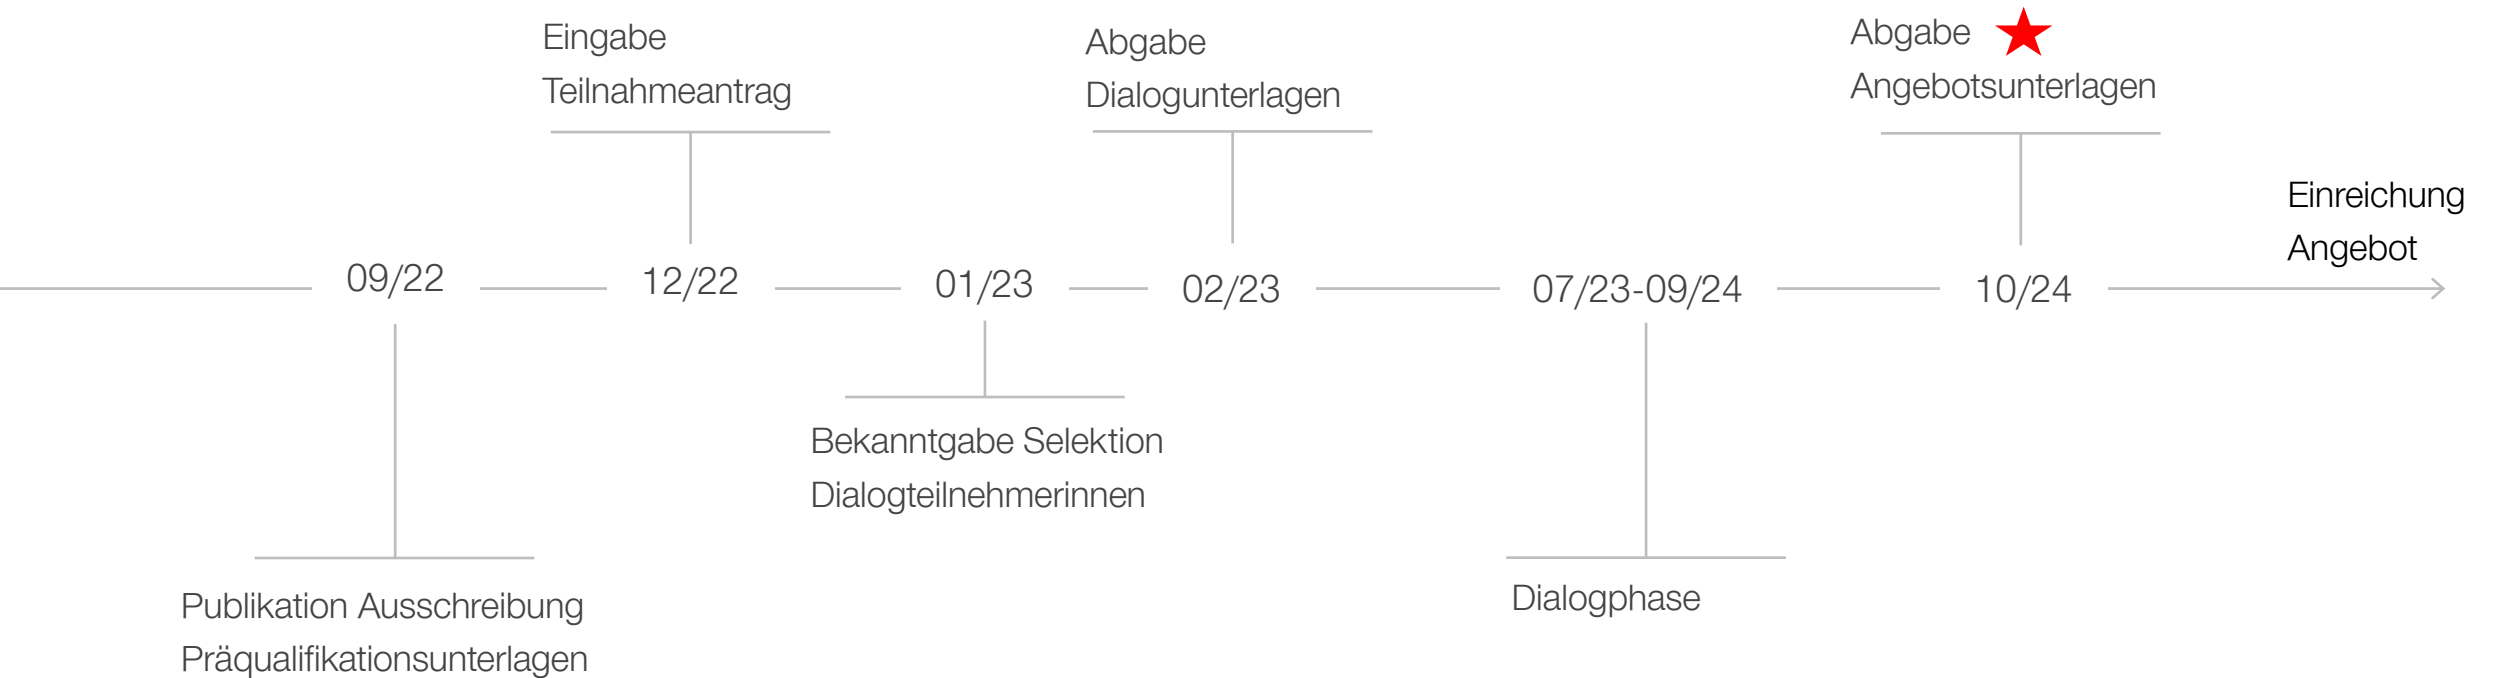 Eingabe
Teilnahmeantrag
Abgabe
Dialogunterlagen
Abgabe
Angebotsunterlagen
Einreichung
Angebot
09/22
12/22
01/23
02/23
07/23-09/24
10/24
Bekanntgabe Selektion
Dialogteilnehmerinnen
Publikation Ausschreibung
Präqualifikationsunterlagen
Dialogphase